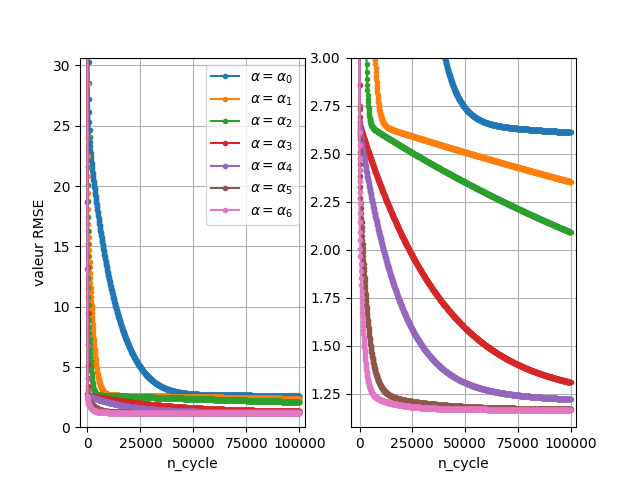 valeur RMSE
30
25
20
15
10
5
0
0 25000 50000 75000 100000
n_cycle
α = α₀
α = α₁
α = α₂
α = α₃
α = α₄
α = α₅
α = α₆
3.00
2.75
2.50
2.25
2.00
1.75
1.50
1.25
0 25000 50000 75000 100000
n_cycle